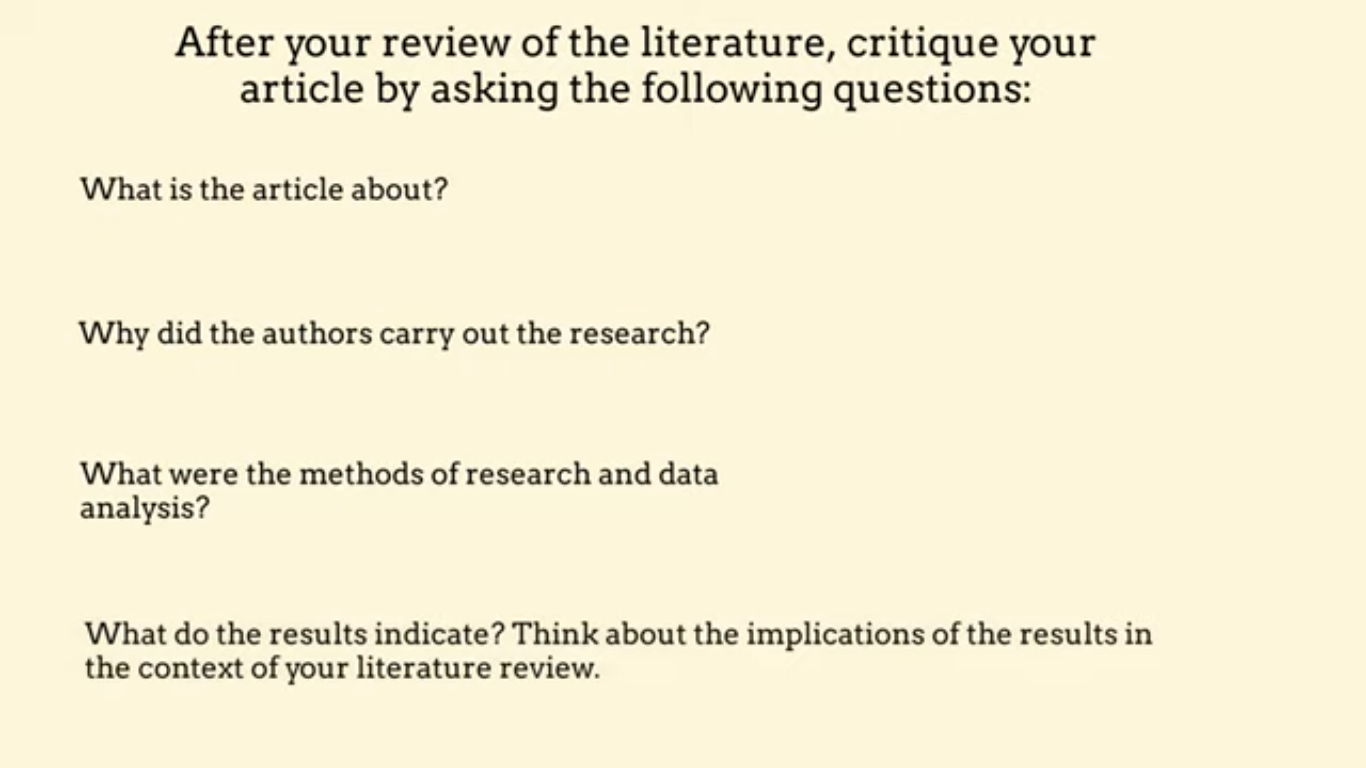 After your review of the literature, critique your
article by asking the following questions:
What is the article about?
Why did the authors carry out the research?
What were the methods of research and data
analysis?
What do the results indicate? Think about the implications of the results in
the context of your literature review.